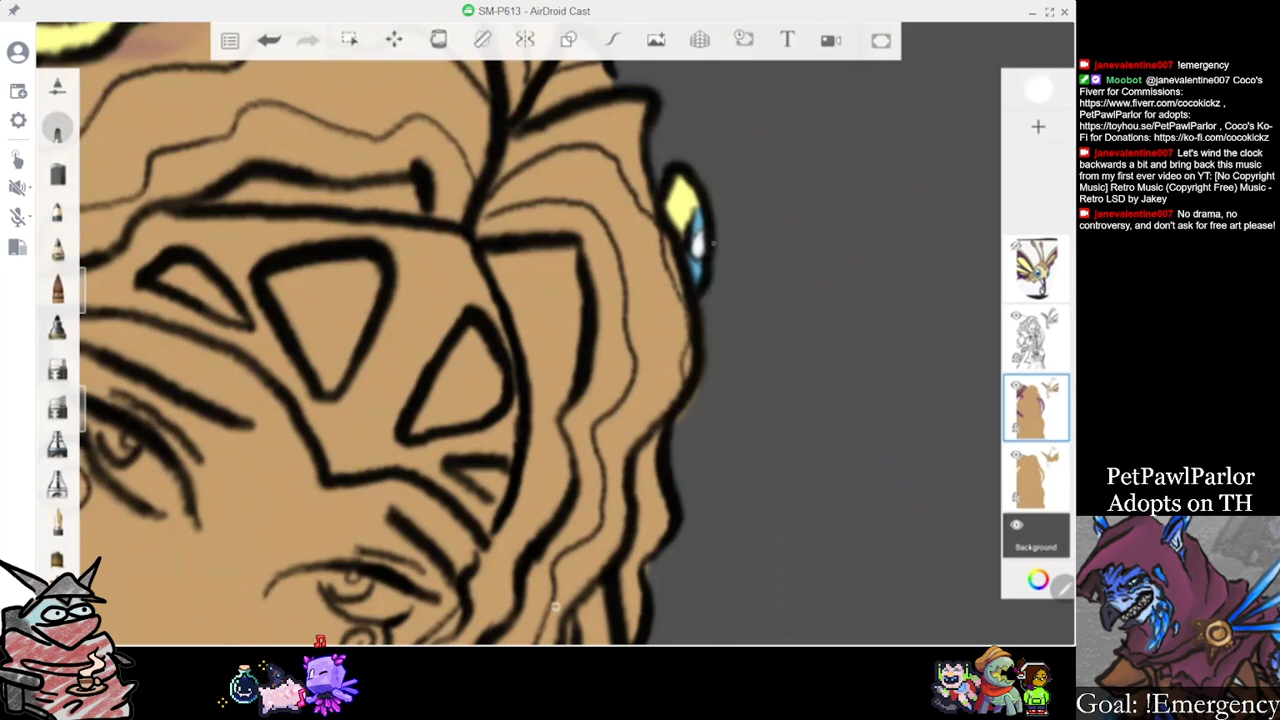 SM-P613 - AirDroid Cast
T
Background
janevalentine007 !emergency
Moobot @janevalentine007 Coco's
Fiverr for Commissions:
https://www.fiverr.com/cocokickz ,
PetPawlParlor for adopts:
https://toyhou.se/PetPawlParlor , Coco's Ko-
Fi for Donations: https://ko-fi.com/cocokickz
janevalentine007 Let's wind the clock
backwards a bit and bring back this music
from my first ever video on YT: [No Copyright
Music] Retro Music (Copyright Free) Music -
Retro LSD by Jakey
janevalentine007 No drama, no
controversy, and don't ask for free art please!
PetPawlParlor
Adopts on TH
Goal: !Emergency